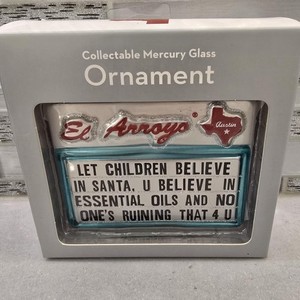 Collectable Mercury Glass
Ornament
El Arroyo
Austin
LET CHILDREN BELIEVE
IN SANTA. U BELIEVE IN
ESSENTIAL OILS AND NO
ONE'S RUINING THAT 4 U